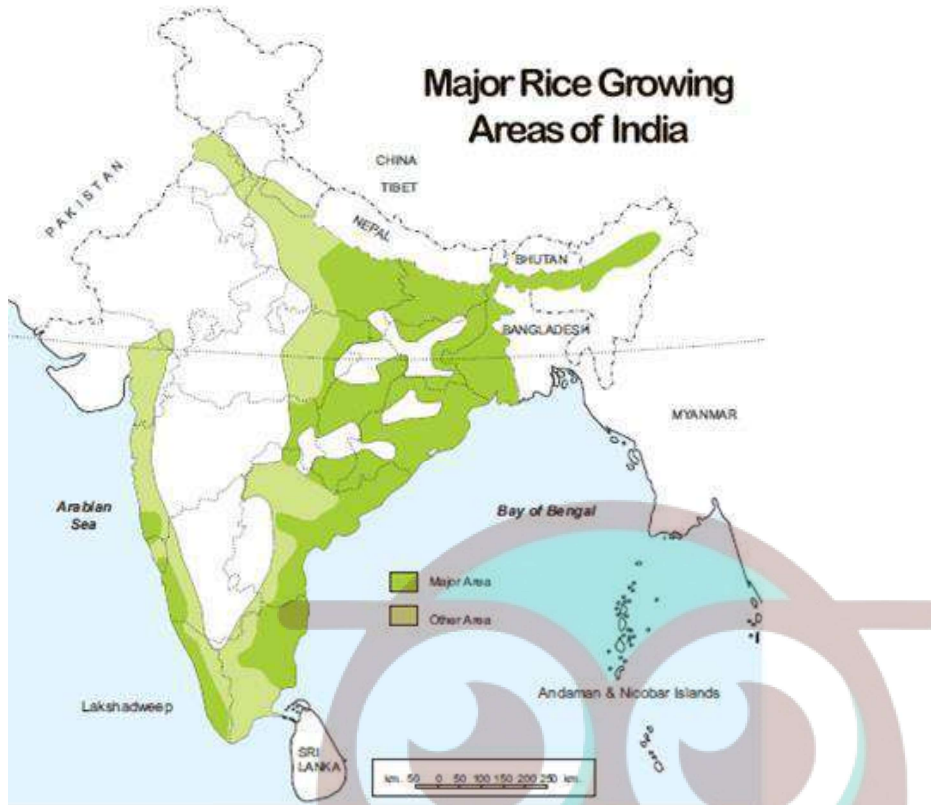 Major Rice Growing
Areas of India
CHINA
TIBET
PAKISTAN
NEPAL
BHUTAN
BANGLADESH
MYANMAR
Arabian
Sea
Bay of Bengal
Major Area
Other Area
Andaman & Nicobar Islands
Lakshadweep
SRI
LANKA
km. 50 0 50 100 150 200 250 km.